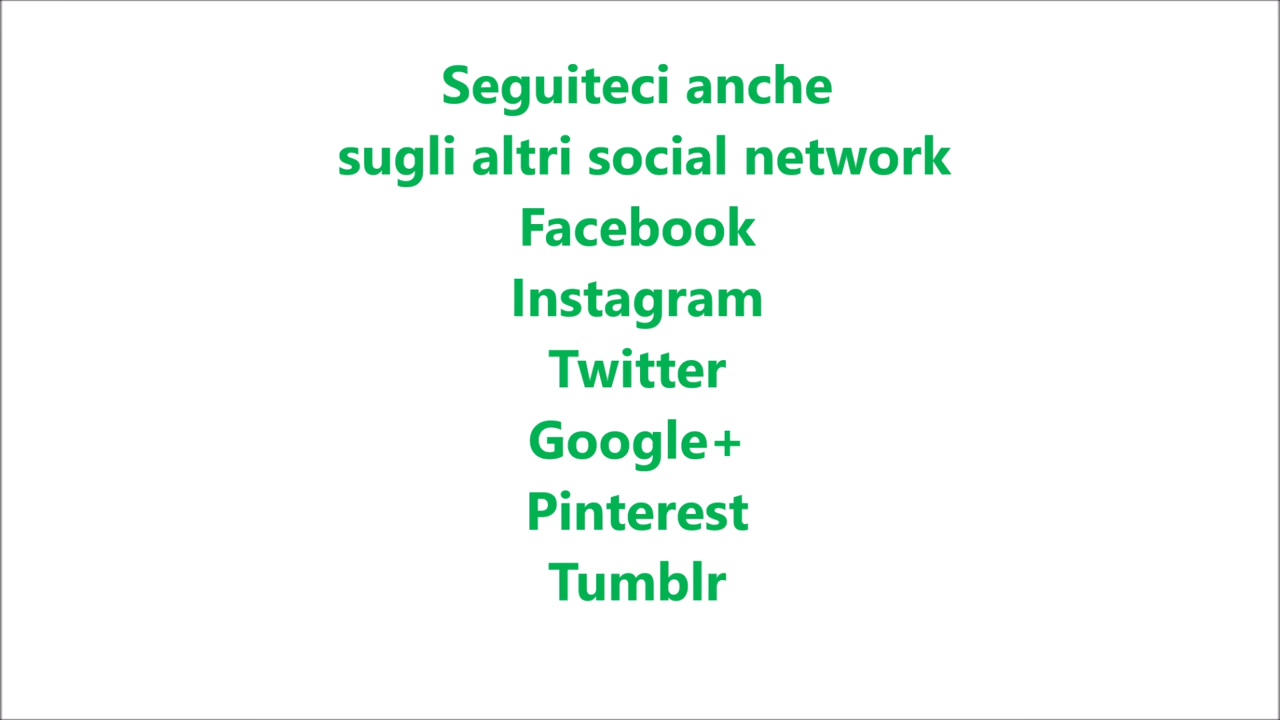 Seguiteci anche
sugli altri social network
Facebook
Instagram
Twitter
Google+
Pinterest
Tumblr